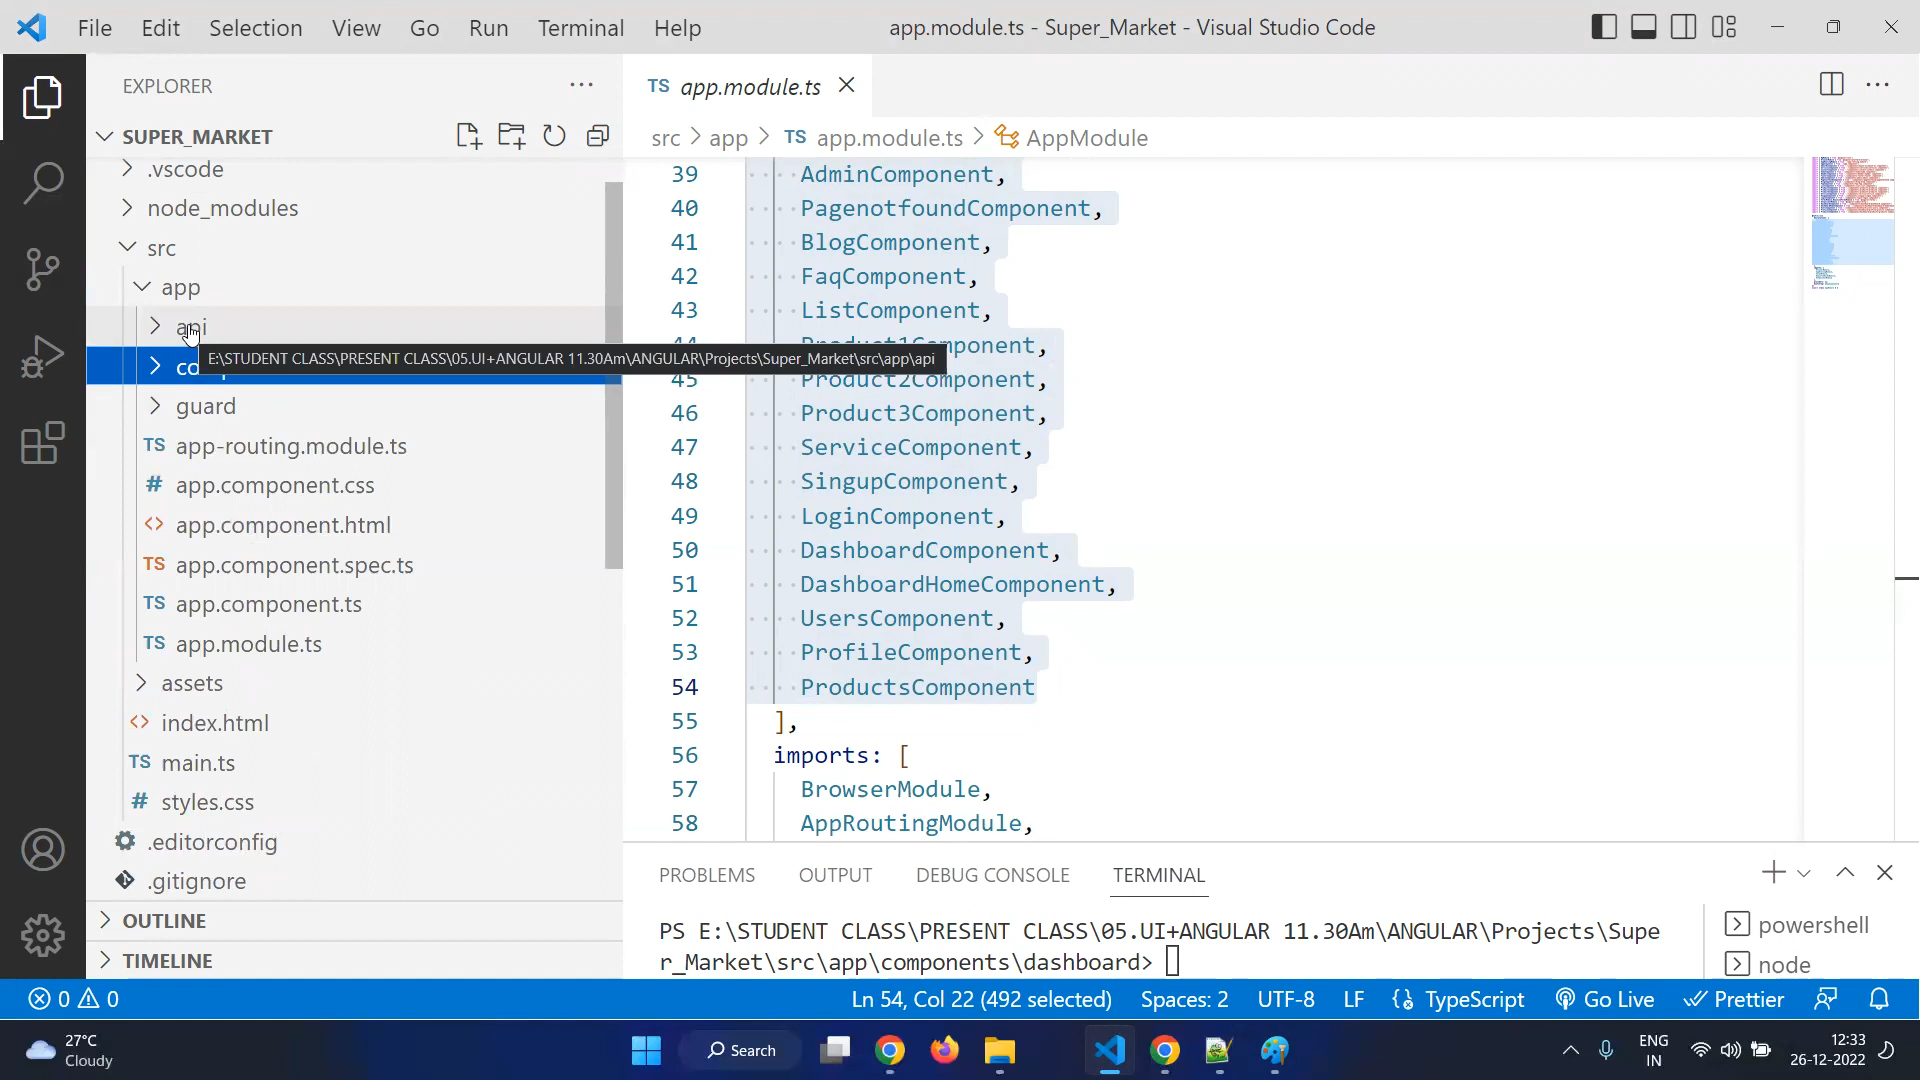 File Edit Selection View Go Run Terminal Help app.module.ts - Super_Market - Visual Studio Code
EXPLORER
TS app.module.ts
SUPER_MARKET
src > app > TS app.module.ts > AppModule
.vscode
node_modules
src
app
api
E:\STUDENT CLASS\PRESENT CLASS\05.UI+ANGULAR 11.30Am\ANGULAR\Projects\Super_Market\src\app\api
guard
TS app-routing.module.ts
# app.component.css
<> app.component.html
TS app.component.spec.ts
TS app.component.ts
TS app.module.ts
assets
<> index.html
TS main.ts
# styles.css
.editorconfig
.gitignore
OUTLINE
TIMELINE
39 AdminComponent,
40 PagenotfoundComponent,
41 BlogComponent,
42 FaqComponent,
43 ListComponent,
44 Product1Component,
45 Product2Component,
46 Product3Component,
47 ServiceComponent,
48 SingupComponent,
49 LoginComponent,
50 DashboardComponent,
51 DashboardHomeComponent,
52 UsersComponent,
53 ProfileComponent,
54 ProductsComponent
55 ],
56 imports: [
57 BrowserModule,
58 AppRoutingModule,
PROBLEMS OUTPUT DEBUG CONSOLE TERMINAL
PS E:\STUDENT CLASS\PRESENT CLASS\05.UI+ANGULAR 11.30Am\ANGULAR\Projects\Supe
r_Market\src\app\components\dashboard>
powershell
node
0 0 Ln 54, Col 22 (492 selected) Spaces: 2 UTF-8 LF TypeScript Go Live Prettier
27°C
Cloudy
Search
ENG
IN
12:33
26-12-2022